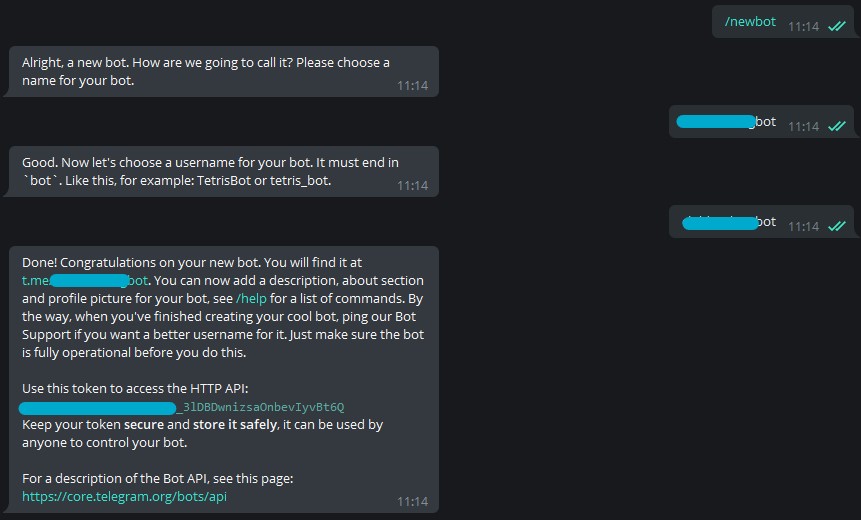 /newbot 11:14
Alright, a new bot. How are we going to call it? Please choose a
name for your bot. 11:14
gbot 11:14
Good. Now let's choose a username for your bot. It must end in
`bot`. Like this, for example: TetrisBot or tetris_bot. 11:14
bot 11:14
Done! Congratulations on your new bot. You will find it at
t.me/ bot. You can now add a description, about section
and profile picture for your bot, see /help for a list of commands. By
the way, when you've finished creating your cool bot, ping our Bot
Support if you want a better username for it. Just make sure the bot
is fully operational before you do this.
Use this token to access the HTTP API:
_3lDBDwnizsaOnbevIyvBt6Q
Keep your token secure and store it safely, it can be used by
anyone to control your bot.
For a description of the Bot API, see this page:
https://core.telegram.org/bots/api 11:14